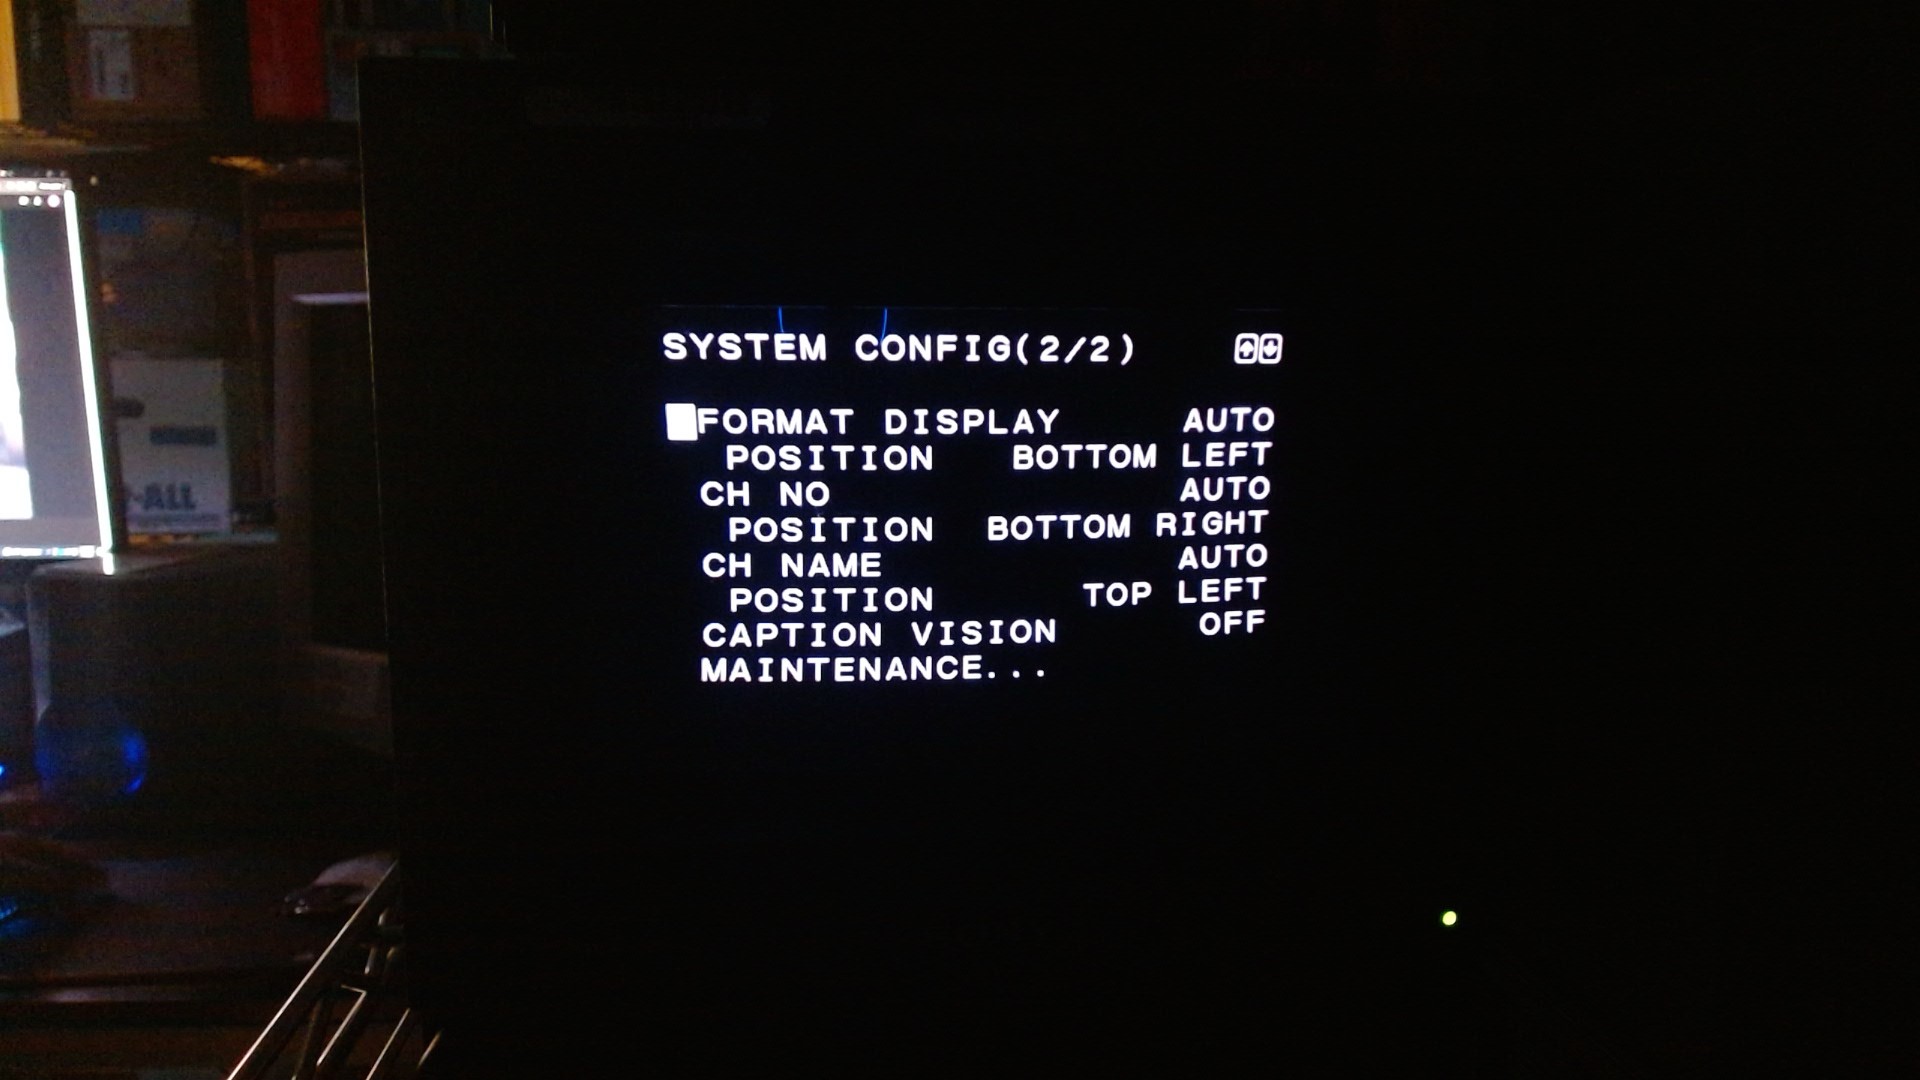 SYSTEM CONFIG(2/2)
FORMAT DISPLAY AUTO
POSITION BOTTOM LEFT
CH NO AUTO
POSITION BOTTOM RIGHT
CH NAME AUTO
POSITION TOP LEFT
CAPTION VISION OFF
MAINTENANCE...
-ALL